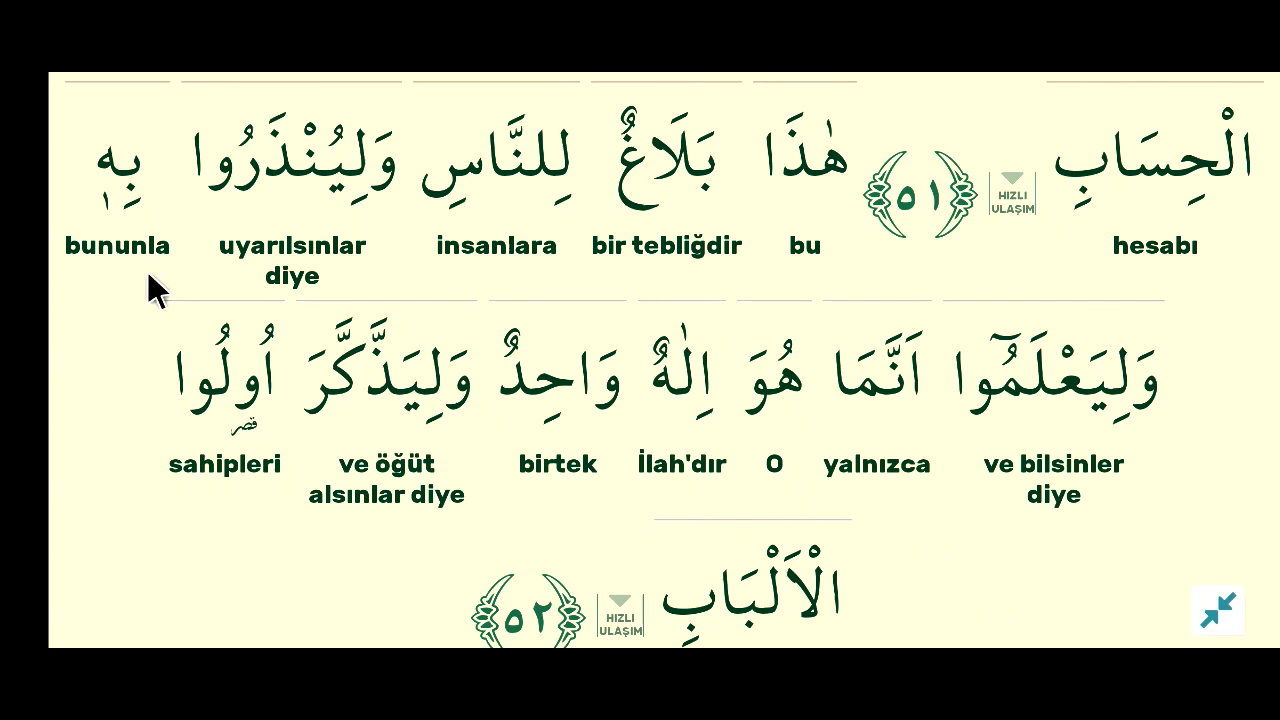 الْحِسَابِ HIZLI ULAŞIM ﴿٥١﴾ هٰذَا بَلَاغٌ لِلنَّاسِ وَلِيُنْذَرُوا بِهٖ
hesabı bu bir tebliğdir insanlara uyarılsınlar diye bununla
وَلِيَعْلَمُٓوا اَنَّمَا هُوَ اِلٰهٌ وَاحِدٌ وَلِيَذَّكَّرَ اُو۬لُوا
قصر
ve bilsinler diye yalnızca O İlah'dır birtek ve öğüt alsınlar diye sahipleri
الْاَلْبَابِ HIZLI ULAŞIM ﴿٥٢﴾